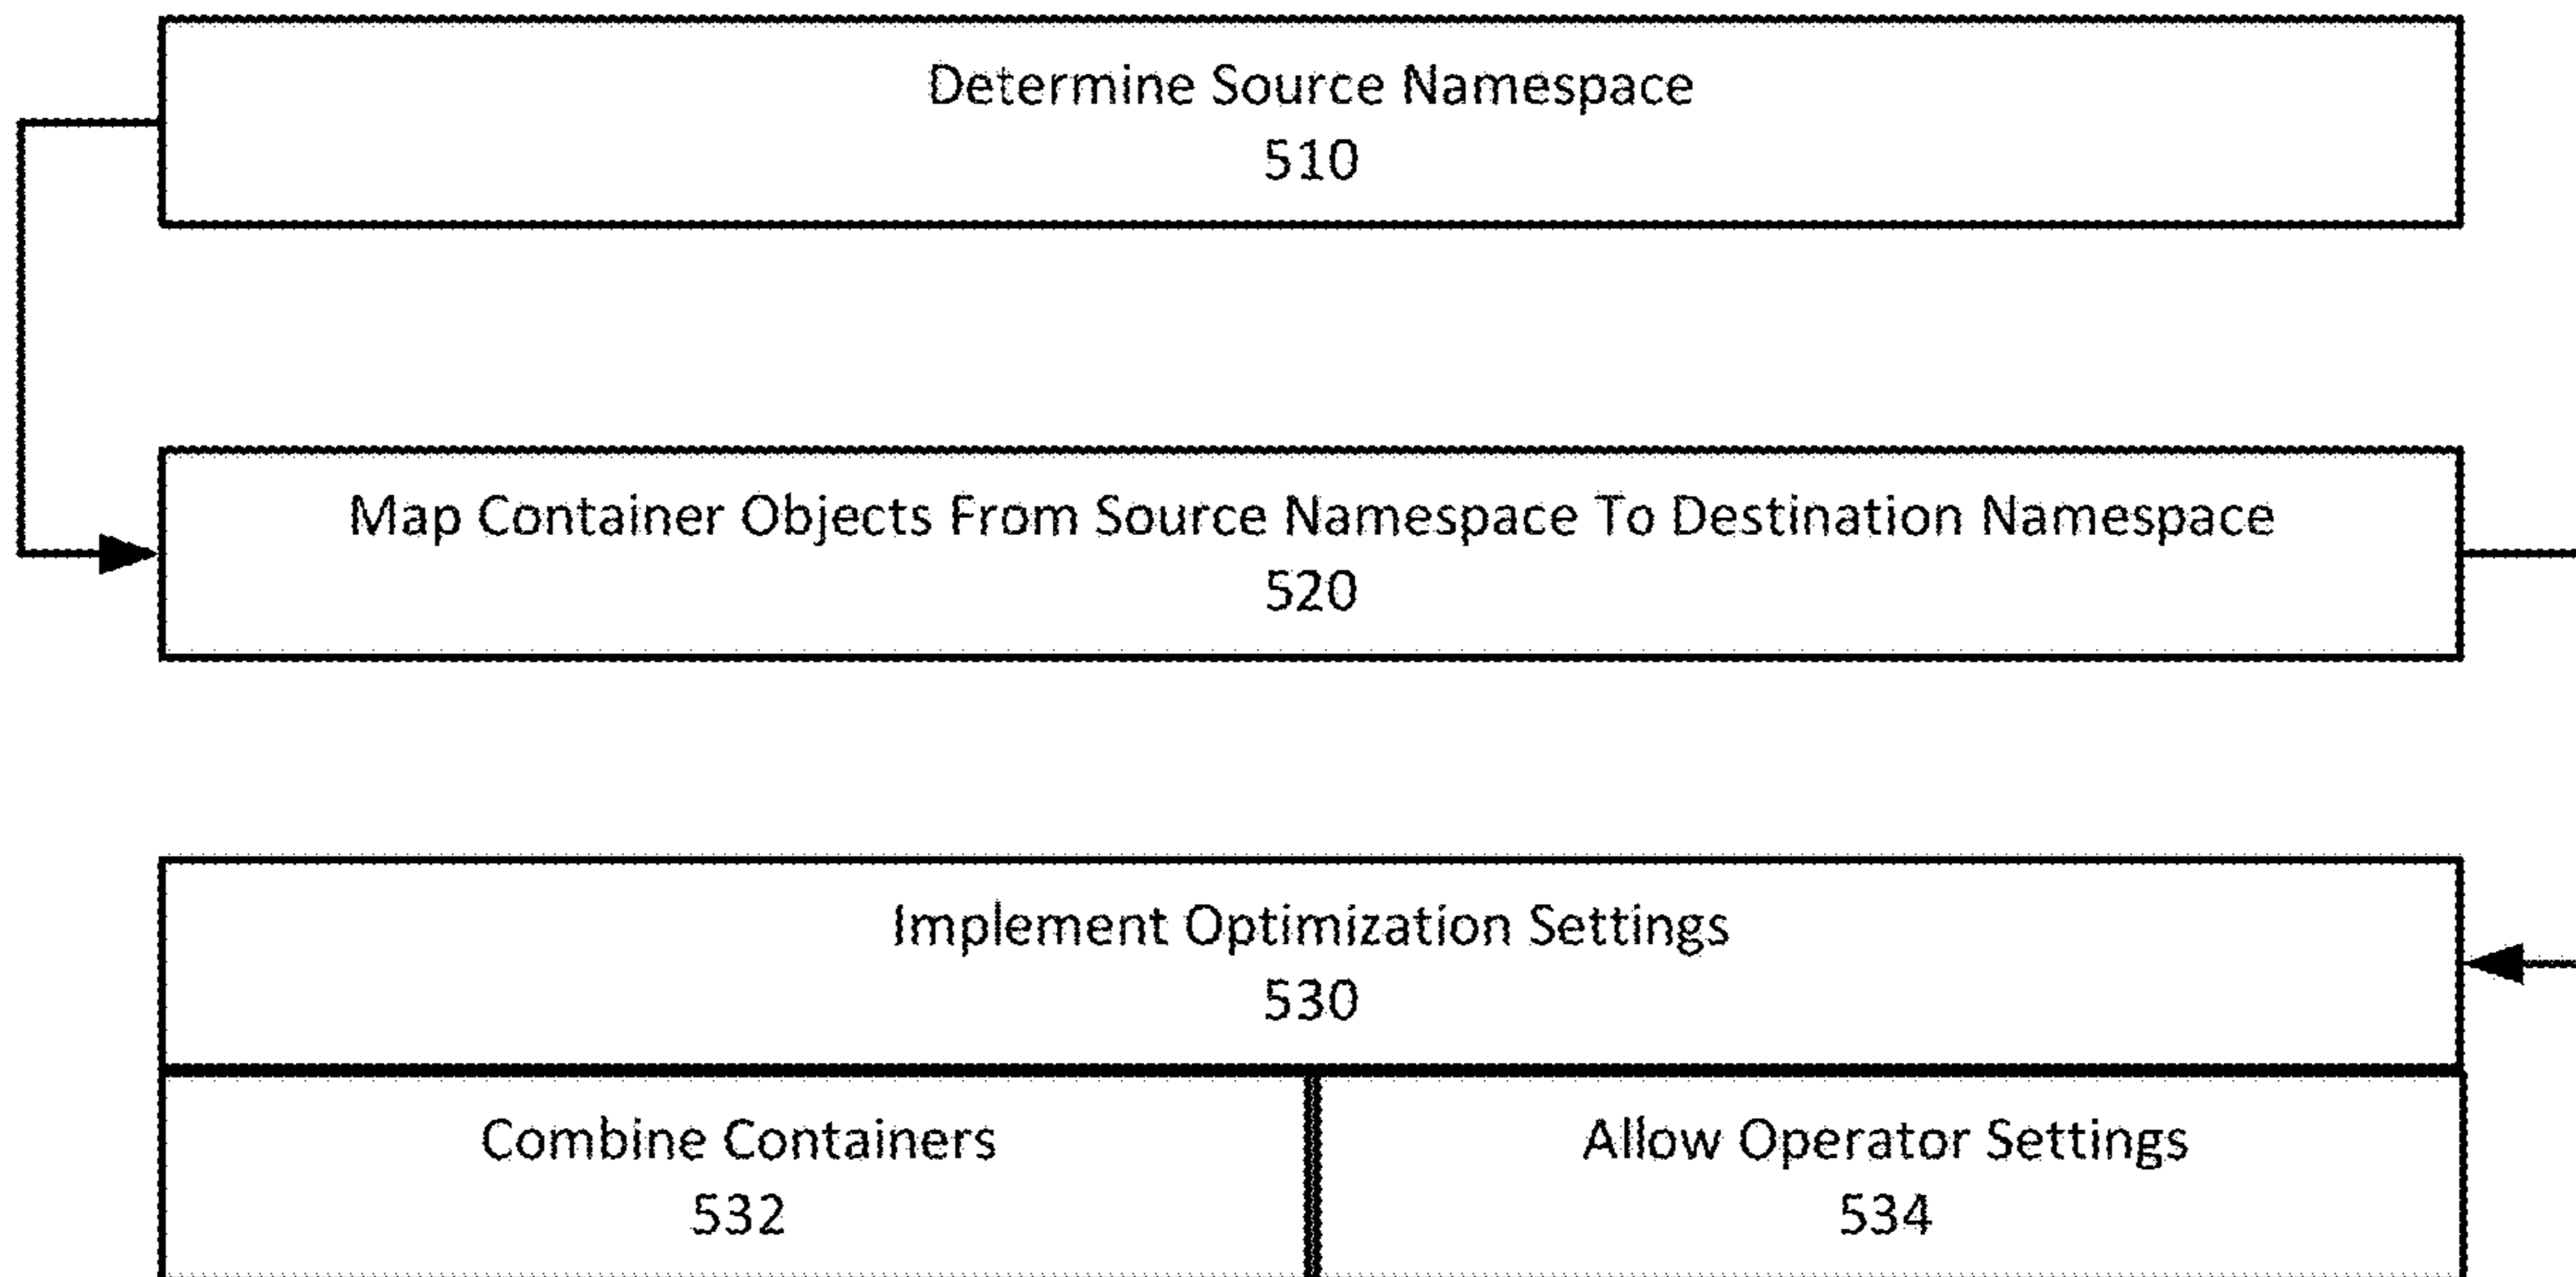 Determine Source Namespace
510
Map Container Objects From Source Namespace To Destination Namespace
520
Implement Optimization Settings
530
Combine Containers
532
Allow Operator Settings
534